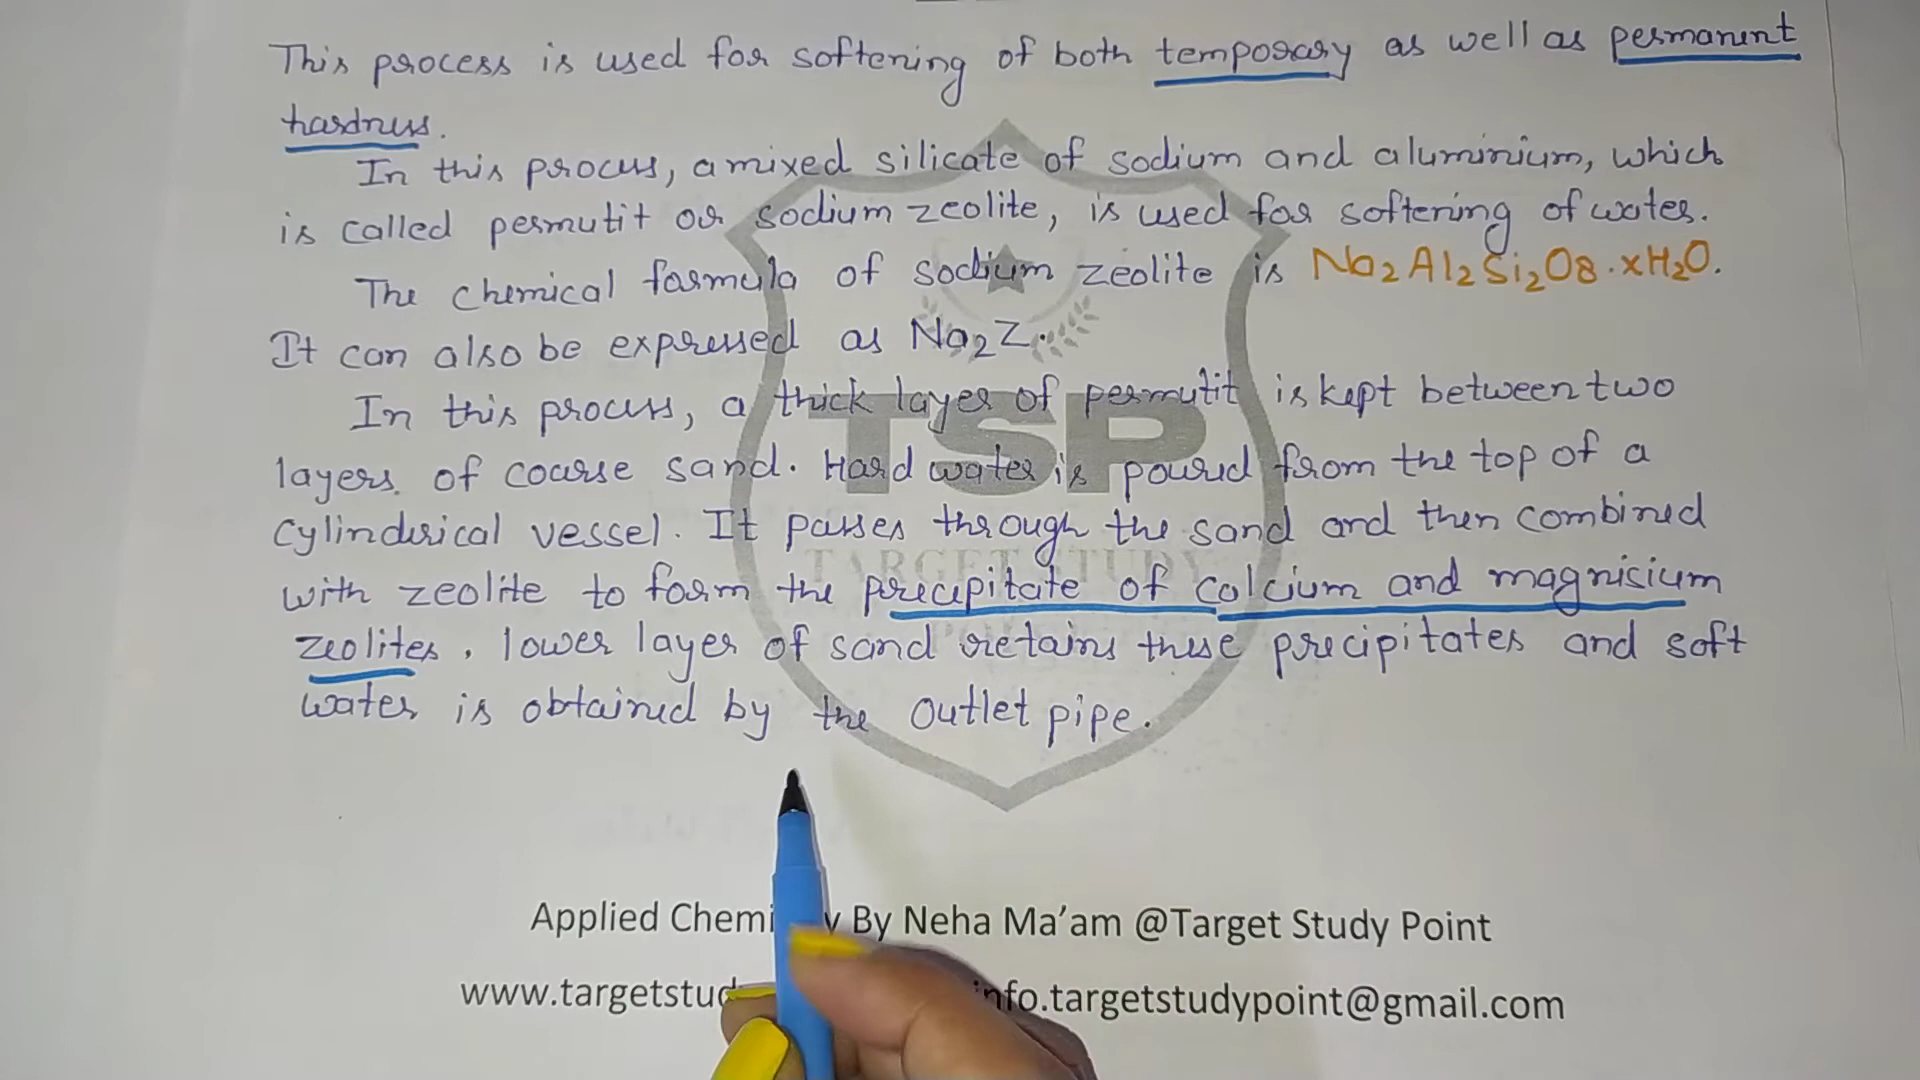 This process is used for softening of both temporary as well as permanent
hardness.
In this process, a mixed silicate of sodium and aluminium, which
is called permutit or sodium zeolite, is used for softening of water.
The chemical formula of sodium zeolite is Na2Al2Si2O8.xH2O.
It can also be expressed as Na2Z.
In this process, a thick layer of permutit is kept between two
layers of coarse sand. Hard water is poured from the top of a
cylindrical vessel. It passes through the sand and then combined
with zeolite to form the precipitate of calcium and magnisium
zeolites. lower layer of sand retains these precipitates and soft
water is obtained by the outlet pipe.
TSP
TARGET STUDY
Applied Chemi y By Neha Ma'am @Target Study Point
www.targetstud info.targetstudypoint@gmail.com